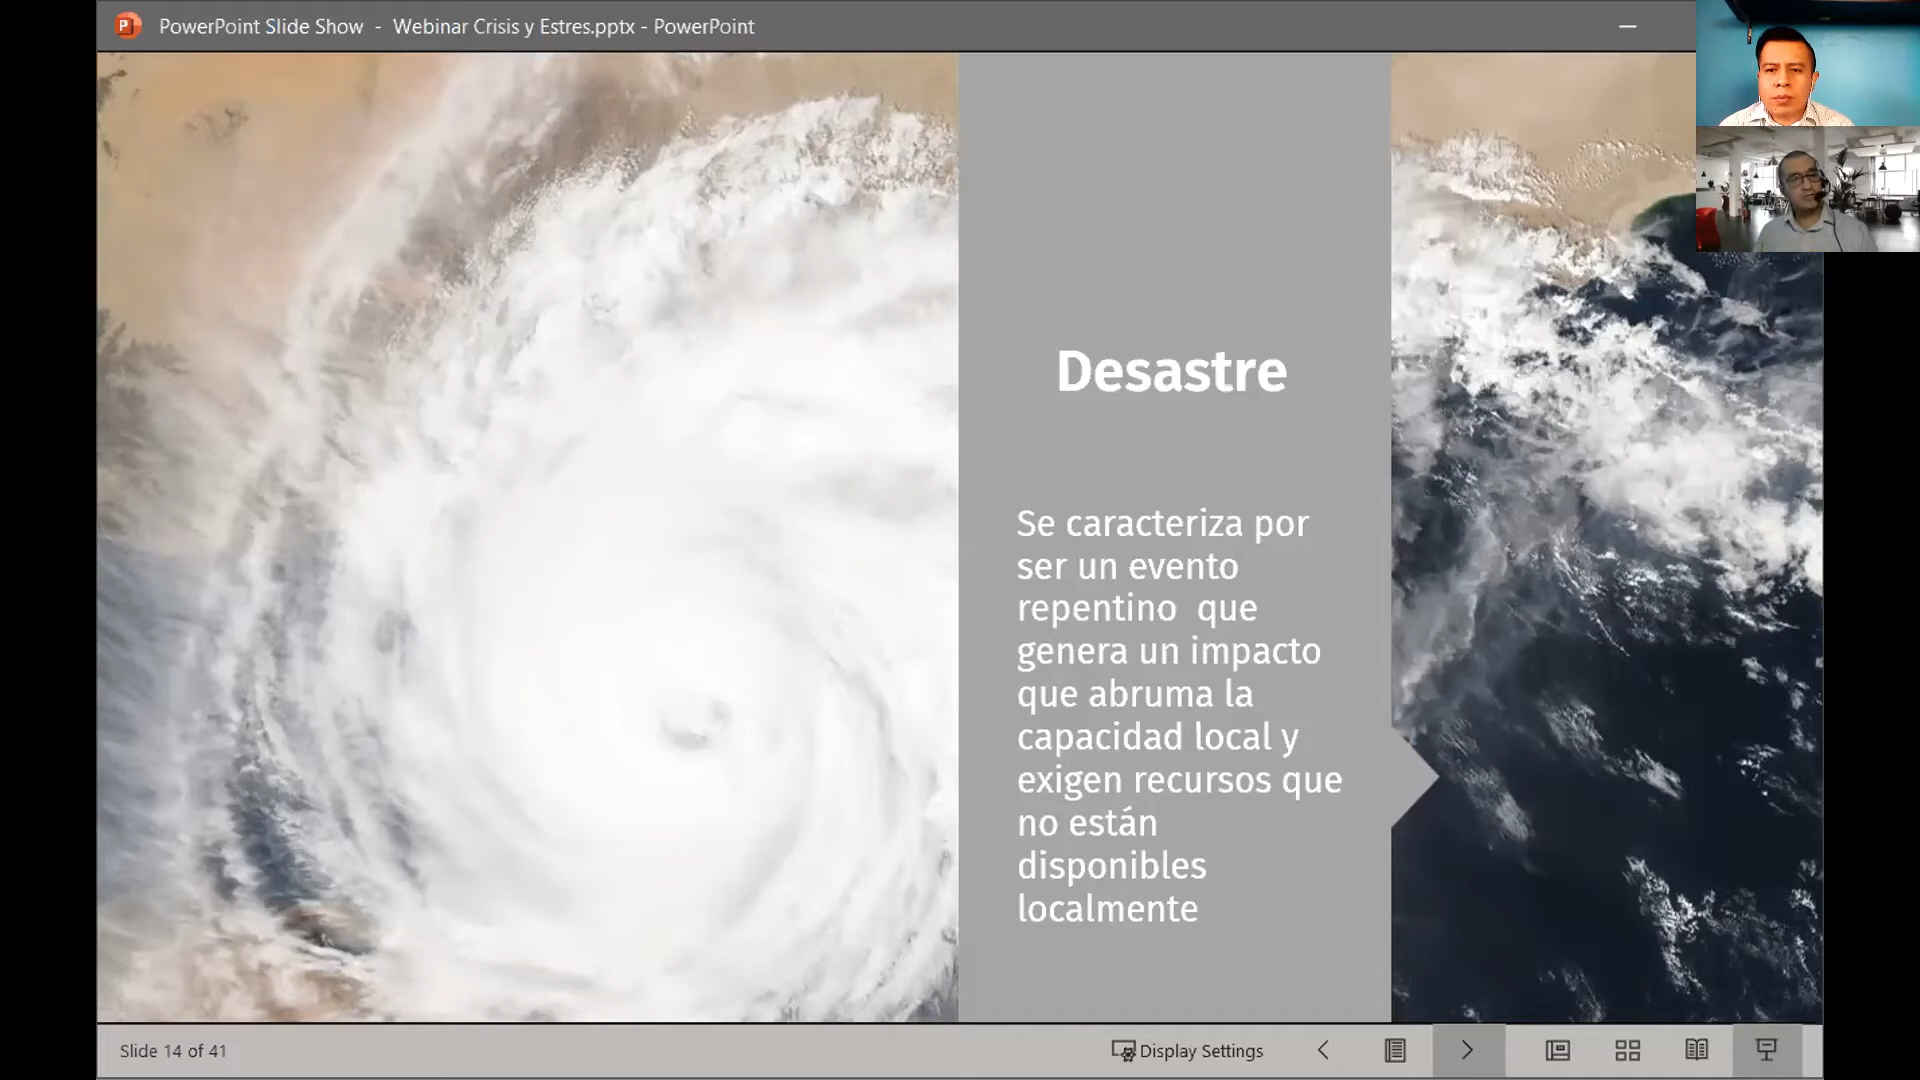 PowerPoint Slide Show - Webinar Crisis y Estres.pptx - PowerPoint
Desastre
Se caracteriza por
ser un evento
repentino que
genera un impacto
que abruma la
capacidad local y
exigen recursos que
no están
disponibles
localmente
Slide 14 of 41
Display Settings